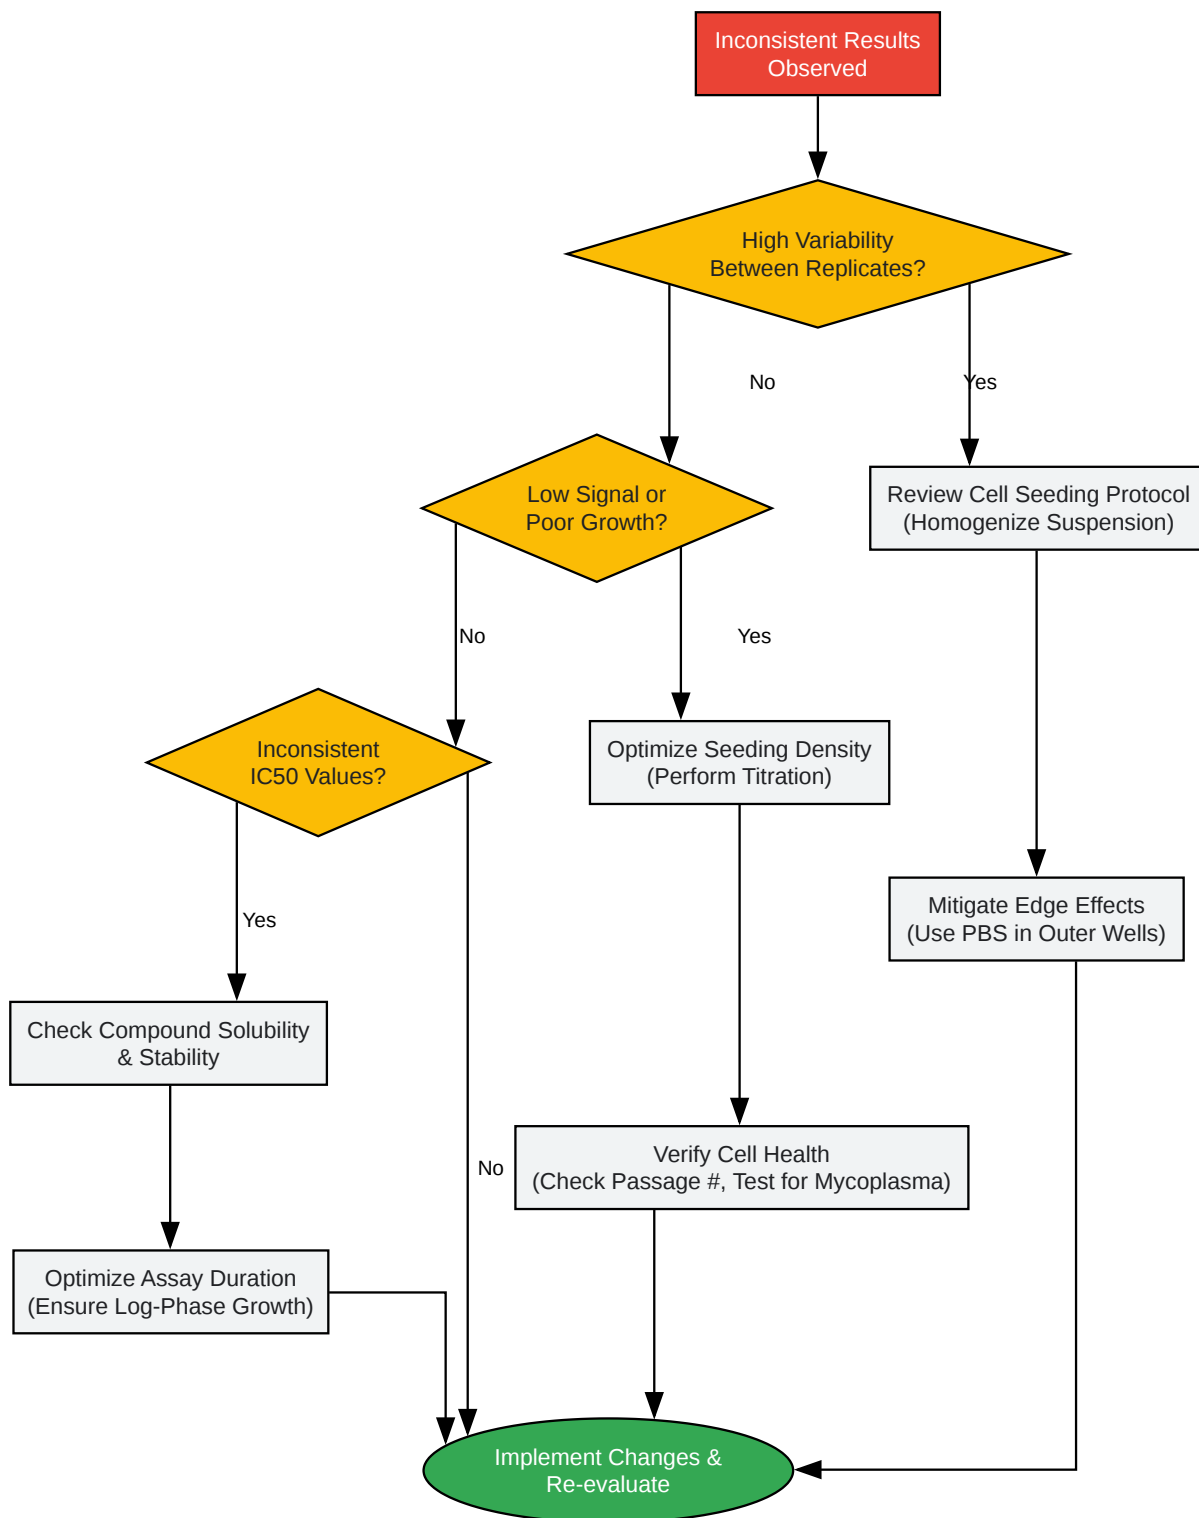 Inconsistent Results
Observed
High Variability
Between Replicates?
No
Yes
Low Signal or
Poor Growth?
Review Cell Seeding Protocol
(Homogenize Suspension)
No
Yes
Inconsistent
IC50 Values?
Optimize Seeding Density
(Perform Titration)
Mitigate Edge Effects
(Use PBS in Outer Wells)
Yes
Check Compound Solubility
& Stability
No
Verify Cell Health
(Check Passage #, Test for Mycoplasma)
Optimize Assay Duration
(Ensure Log-Phase Growth)
Implement Changes &
Re-evaluate